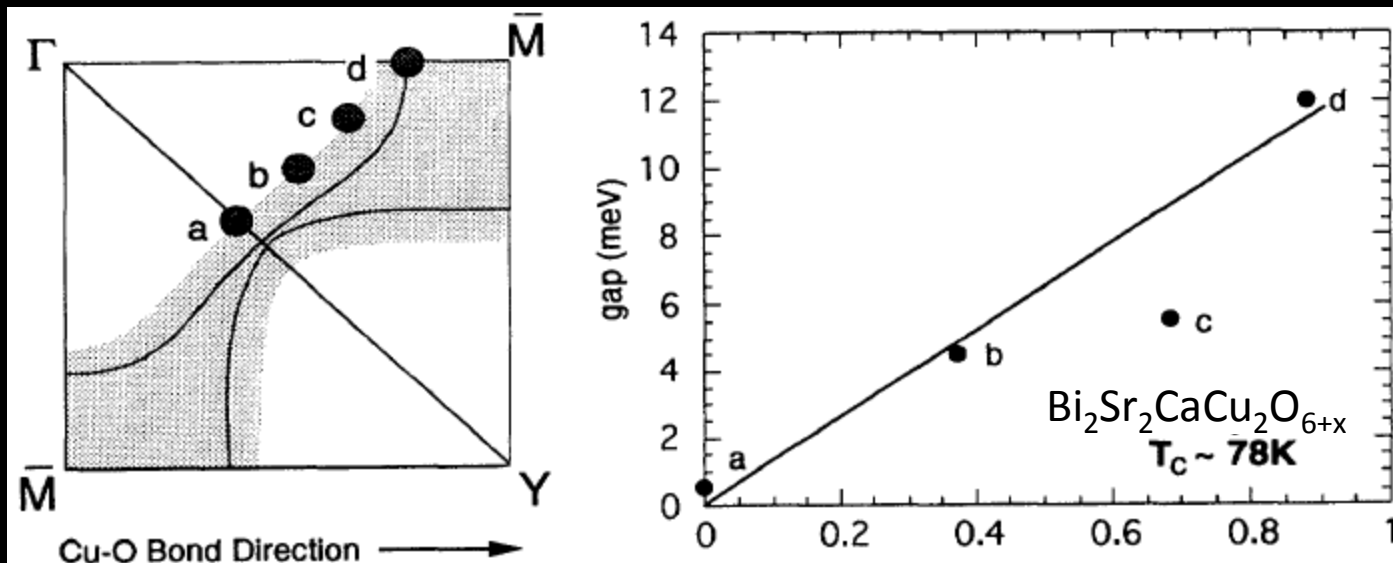 Γ
M̄
d
c
b
a
M̄
Y
Cu-O Bond Direction
gap (meV)
14
12
10
8
6
4
2
0
d
c
b
a
Bi₂Sr₂CaCu₂O₆₊ₓ
T_c ~ 78K
0
0.2
0.4
0.6
0.8
1